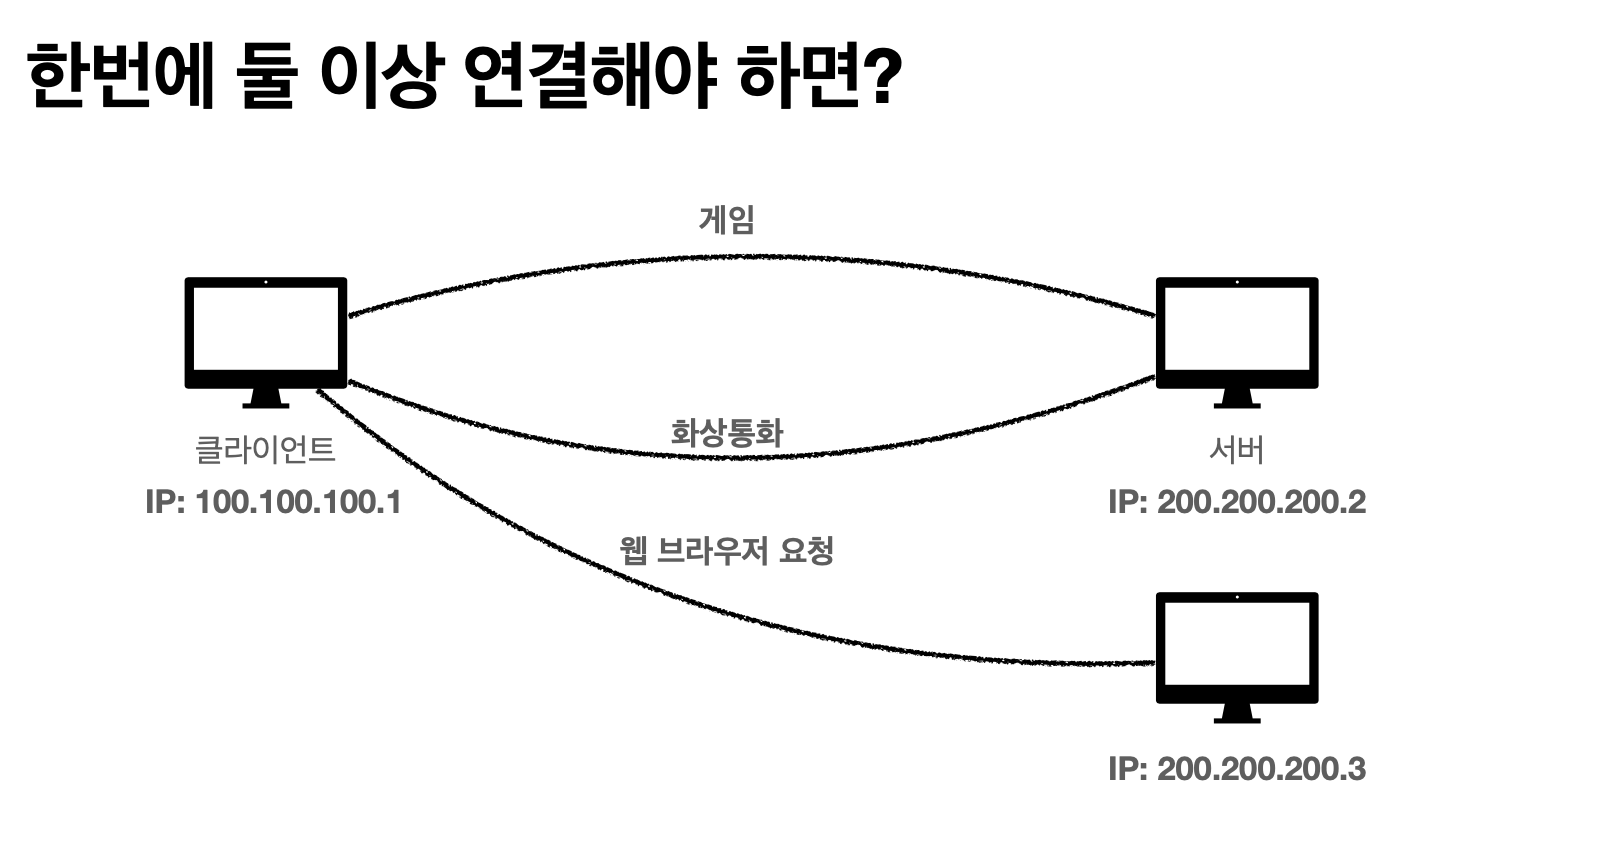 한번에 둘 이상 연결해야 하면?
게임
화상통화
클라이언트
서버
IP: 100.100.100.1
IP: 200.200.200.2
웹 브라우저 요청
IP: 200.200.200.3